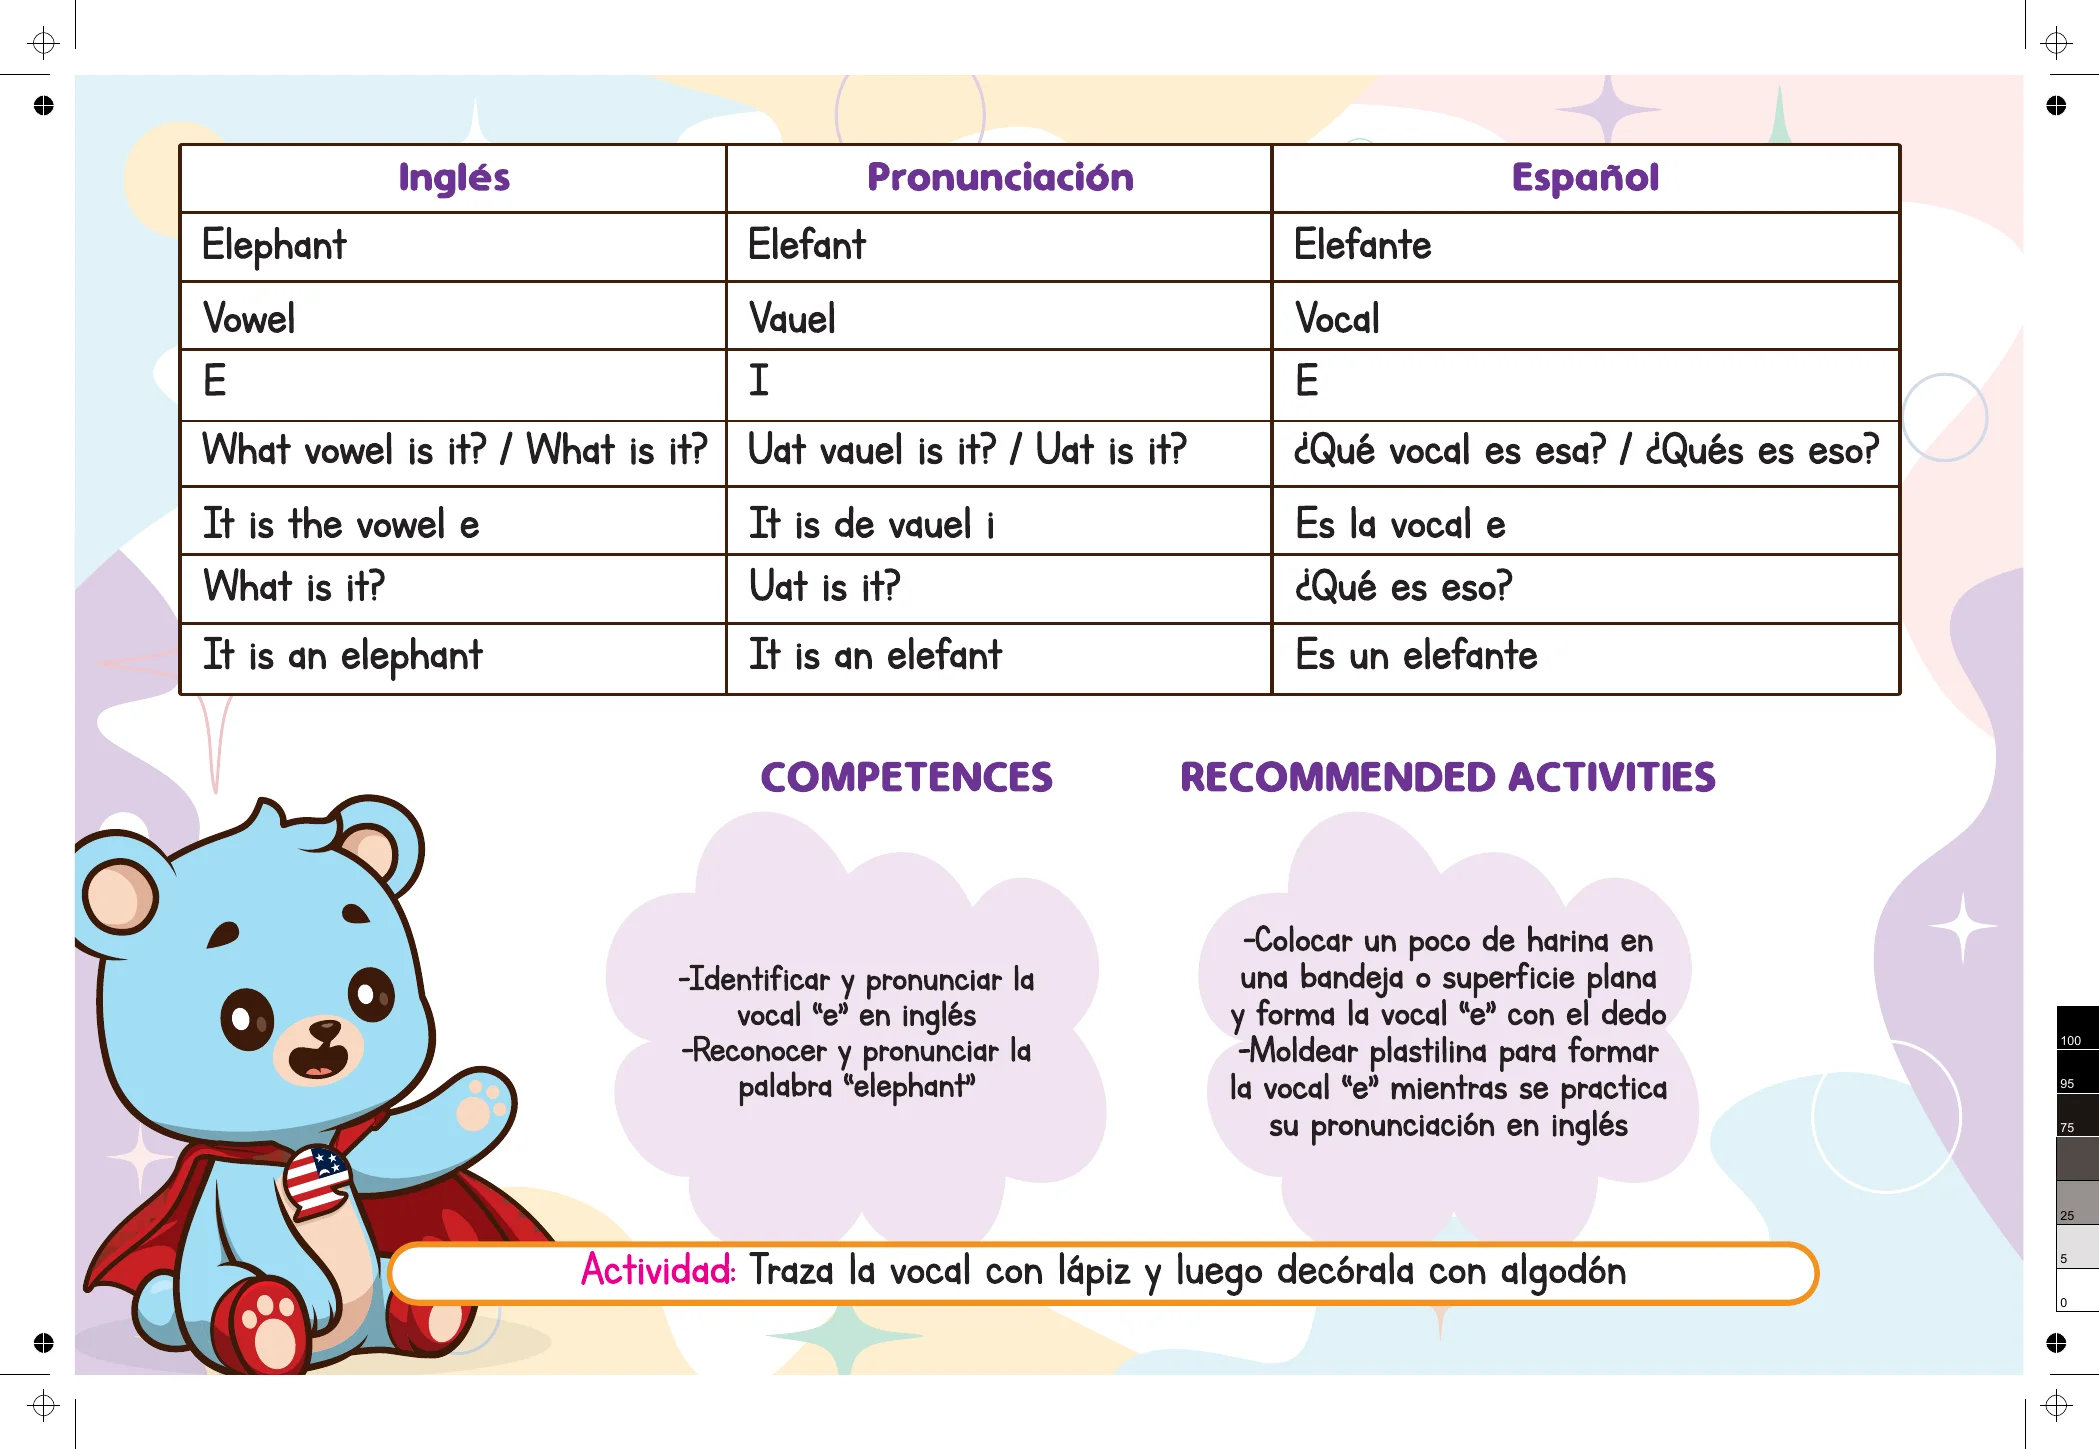 Inglés Pronunciación Español
Elephant Elefant Elefante
Vowel Vauel Vocal
E I E
What vowel is it? / What is it? Uat vauel is it? / Uat is it? ¿Qué vocal es esa? / ¿Qués es eso?
It is the vowel e It is de vauel i Es la vocal e
What is it? Uat is it? ¿Qué es eso?
It is an elephant It is an elefant Es un elefante
COMPETENCES
-Identificar y pronunciar la
vocal “e” en inglés
-Reconocer y pronunciar la
palabra “elephant”
RECOMMENDED ACTIVITIES
-Colocar un poco de harina en
una bandeja o superficie plana
y forma la vocal “e” con el dedo
-Moldear plastilina para formar
la vocal “e” mientras se practica
su pronunciación en inglés
Actividad: Traza la vocal con lápiz y luego decórala con algodón
100
95
75
25
5
0